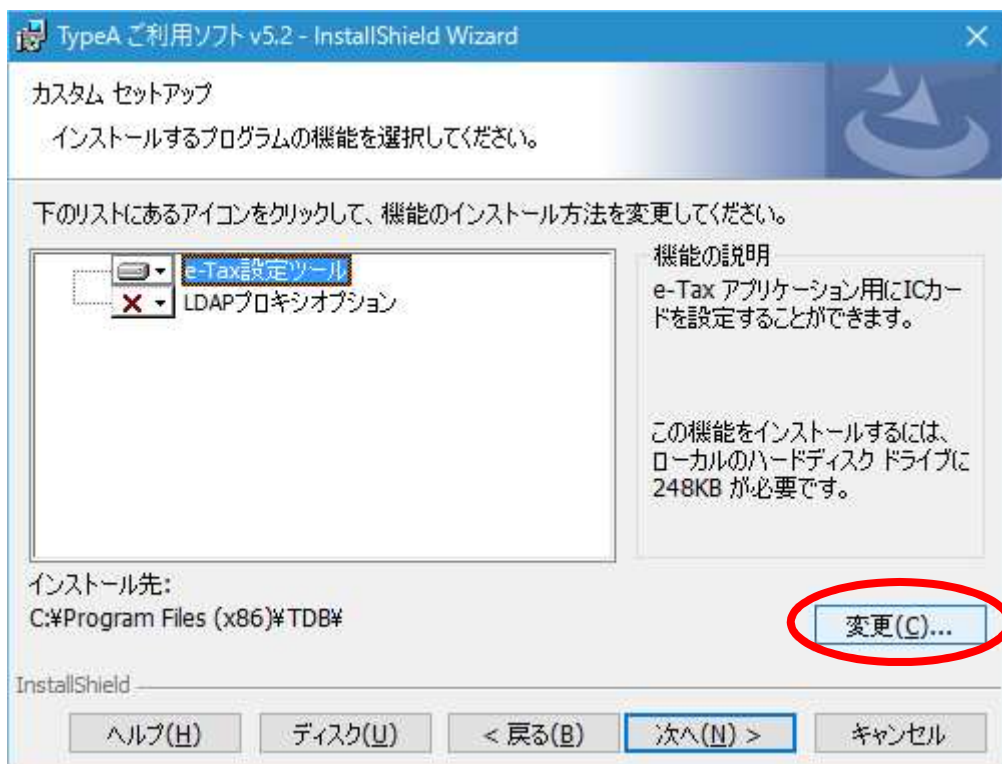 TypeA ご利用ソフト v5.2 - InstallShield Wizard
カスタム セットアップ
インストールするプログラムの機能を選択してください。
下のリストにあるアイコンをクリックして、機能のインストール方法を変更してください。
e-Tax設定ツール
LDAPプロキシオプション
機能の説明
e-Tax アプリケーション用にICカー
ドを設定することができます。
この機能をインストールするには、
ローカルのハードディスク ドライブに
248KB が必要です。
インストール先:
C:¥Program Files (x86)¥TDB¥
変更(C)...
InstallShield
ヘルプ(H)
ディスク(U)
< 戻る(B)
次へ(N) >
キャンセル